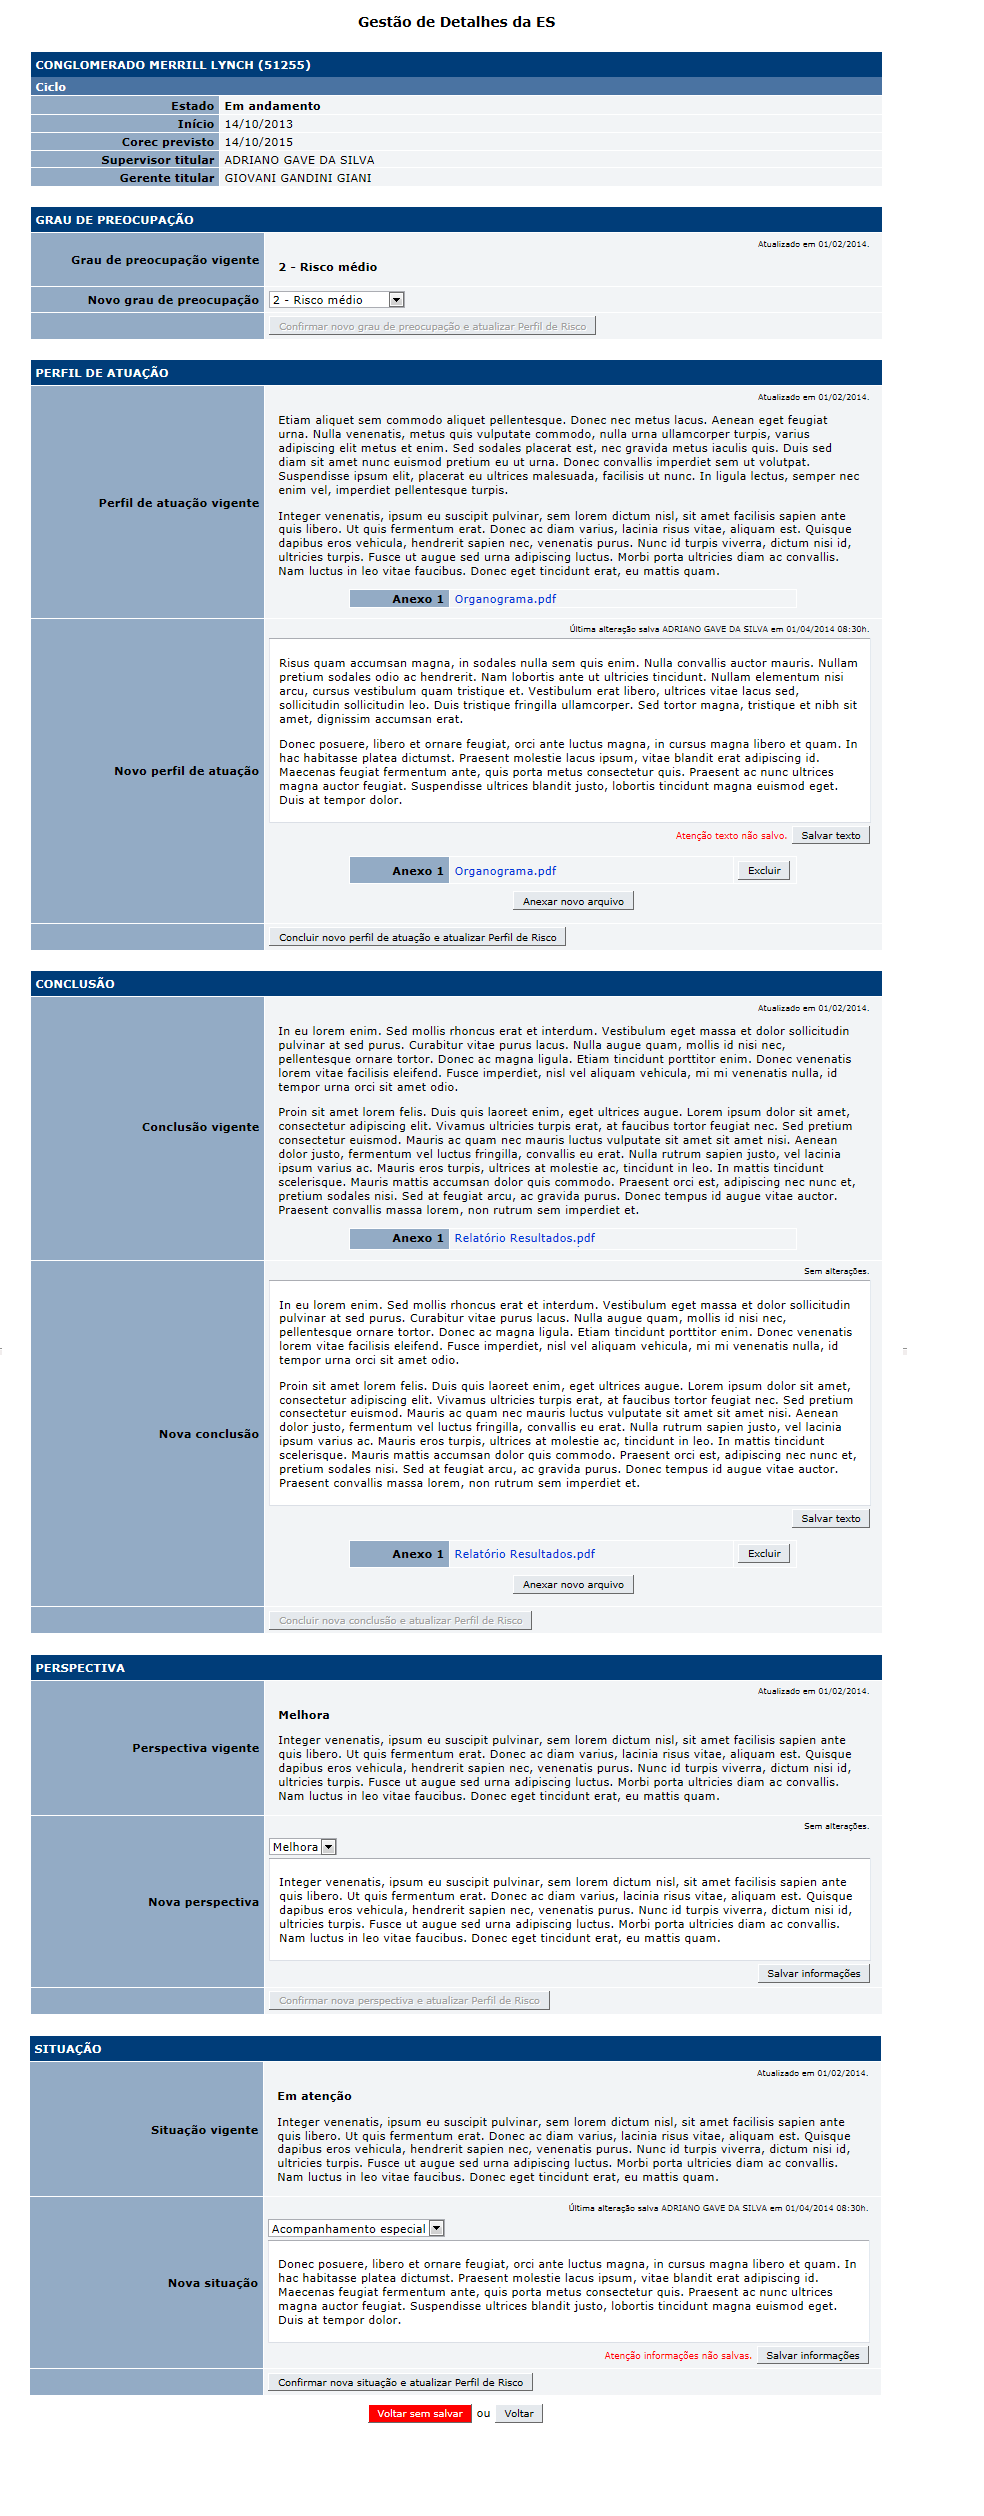 Gestão de Detalhes da ES
CONGLOMERADO MERRILL LYNCH (51255)
Ciclo
Estado Em andamento
Início 14/10/2013
Corec previsto 14/10/2015
Supervisor titular ADRIANO GAVE DA SILVA
Gerente titular GIOVANI GANDINI GIANI
GRAU DE PREOCUPAÇÃO
Atualizado em 01/02/2014.
Grau de preocupação vigente
2 - Risco médio
Novo grau de preocupação 2 - Risco médio
Confirmar novo grau de preocupação e atualizar Perfil de Risco
PERFIL DE ATUAÇÃO
Atualizado em 01/02/2014.
Etiam aliquet sem commodo aliquet pellentesque. Donec nec metus lacus. Aenean eget feugiat
urna. Nulla venenatis, metus quis vulputate commodo, nulla urna ullamcorper turpis, varius
adipiscing elit metus et enim. Sed sodales placerat est, nec gravida metus iaculis quis. Duis sed
diam sit amet nunc euismod pretium eu ut urna. Donec convallis imperdiet sem ut volutpat.
Suspendisse ipsum elit, placerat eu ultrices malesuada, facilisis ut nunc. In ligula lectus, semper nec
enim vel, imperdiet pellentesque turpis.
Perfil de atuação vigente
Integer venenatis, ipsum eu suscipit pulvinar, sem lorem dictum nisl, sit amet facilisis sapien ante
quis libero. Ut quis fermentum erat. Donec ac diam varius, lacinia risus vitae, aliquam est. Quisque
dapibus eros vehicula, hendrerit sapien nec, venenatis purus. Nunc id turpis viverra, dictum nisi id,
ultricies turpis. Fusce ut augue sed urna adipiscing luctus. Morbi porta ultricies diam ac convallis.
Nam luctus in leo vitae faucibus. Donec eget tincidunt erat, eu mattis quam.
Anexo 1 Organograma.pdf
Última alteração salva ADRIANO GAVE DA SILVA em 01/04/2014 08:30h.
Risus quam accumsan magna, in sodales nulla sem quis enim. Nulla convallis auctor mauris. Nullam
pretium sodales odio ac hendrerit. Nam lobortis ante ut ultricies tincidunt. Nullam elementum nisi
arcu, cursus vestibulum quam tristique et. Vestibulum erat libero, ultrices vitae lacus sed,
sollicitudin sollicitudin leo. Duis tristique fringilla ullamcorper. Sed tortor magna, tristique et nibh sit
amet, dignissim accumsan erat.
Novo perfil de atuação
Donec posuere, libero et ornare feugiat, orci ante luctus magna, in cursus magna libero et quam. In
hac habitasse platea dictumst. Praesent molestie lacus ipsum, vitae blandit erat adipiscing id.
Maecenas feugiat fermentum ante, quis porta metus consectetur quis. Praesent ac nunc ultrices
magna auctor feugiat. Suspendisse ultrices blandit justo, lobortis tincidunt magna euismod eget.
Duis at tempor dolor.
Atenção texto não salvo. Salvar texto
Anexo 1 Organograma.pdf Excluir
Anexar novo arquivo
Concluir novo perfil de atuação e atualizar Perfil de Risco
CONCLUSÃO
Atualizado em 01/02/2014.
In eu lorem enim. Sed mollis rhoncus erat et interdum. Vestibulum eget massa et dolor sollicitudin
pulvinar at sed purus. Curabitur vitae purus lacus. Nulla augue quam, mollis id nisi nec,
pellentesque ornare tortor. Donec ac magna ligula. Etiam tincidunt porttitor enim. Donec venenatis
lorem vitae facilisis eleifend. Fusce imperdiet, nisl vel aliquam vehicula, mi mi venenatis nulla, id
tempor urna orci sit amet odio.
Conclusão vigente
Proin sit amet lorem felis. Duis quis laoreet enim, eget ultrices augue. Lorem ipsum dolor sit amet,
consectetur adipiscing elit. Vivamus ultricies turpis erat, at faucibus tortor feugiat nec. Sed pretium
consectetur euismod. Mauris ac quam nec mauris luctus vulputate sit amet sit amet nisi. Aenean
dolor justo, fermentum vel luctus fringilla, convallis eu erat. Nulla rutrum sapien justo, vel lacinia
ipsum varius ac. Mauris eros turpis, ultrices at molestie ac, tincidunt in leo. In mattis tincidunt
scelerisque. Mauris mattis accumsan dolor quis commodo. Praesent orci est, adipiscing nec nunc et,
pretium sodales nisi. Sed at feugiat arcu, ac gravida purus. Donec tempus id augue vitae auctor.
Praesent convallis massa lorem, non rutrum sem imperdiet et.
Anexo 1 Relatório Resultados.pdf
Sem alterações.
In eu lorem enim. Sed mollis rhoncus erat et interdum. Vestibulum eget massa et dolor sollicitudin
pulvinar at sed purus. Curabitur vitae purus lacus. Nulla augue quam, mollis id nisi nec,
pellentesque ornare tortor. Donec ac magna ligula. Etiam tincidunt porttitor enim. Donec venenatis
lorem vitae facilisis eleifend. Fusce imperdiet, nisl vel aliquam vehicula, mi mi venenatis nulla, id
tempor urna orci sit amet odio.
Nova conclusão
Proin sit amet lorem felis. Duis quis laoreet enim, eget ultrices augue. Lorem ipsum dolor sit amet,
consectetur adipiscing elit. Vivamus ultricies turpis erat, at faucibus tortor feugiat nec. Sed pretium
consectetur euismod. Mauris ac quam nec mauris luctus vulputate sit amet sit amet nisi. Aenean
dolor justo, fermentum vel luctus fringilla, convallis eu erat. Nulla rutrum sapien justo, vel lacinia
ipsum varius ac. Mauris eros turpis, ultrices at molestie ac, tincidunt in leo. In mattis tincidunt
scelerisque. Mauris mattis accumsan dolor quis commodo. Praesent orci est, adipiscing nec nunc et,
pretium sodales nisi. Sed at feugiat arcu, ac gravida purus. Donec tempus id augue vitae auctor.
Praesent convallis massa lorem, non rutrum sem imperdiet et.
Salvar texto
Anexo 1 Relatório Resultados.pdf Excluir
Anexar novo arquivo
Concluir nova conclusão e atualizar Perfil de Risco
PERSPECTIVA
Atualizado em 01/02/2014.
Melhora
Perspectiva vigente
Integer venenatis, ipsum eu suscipit pulvinar, sem lorem dictum nisl, sit amet facilisis sapien ante
quis libero. Ut quis fermentum erat. Donec ac diam varius, lacinia risus vitae, aliquam est. Quisque
dapibus eros vehicula, hendrerit sapien nec, venenatis purus. Nunc id turpis viverra, dictum nisi id,
ultricies turpis. Fusce ut augue sed urna adipiscing luctus. Morbi porta ultricies diam ac convallis.
Nam luctus in leo vitae faucibus. Donec eget tincidunt erat, eu mattis quam.
Sem alterações.
Melhora
Nova perspectiva
Integer venenatis, ipsum eu suscipit pulvinar, sem lorem dictum nisl, sit amet facilisis sapien ante
quis libero. Ut quis fermentum erat. Donec ac diam varius, lacinia risus vitae, aliquam est. Quisque
dapibus eros vehicula, hendrerit sapien nec, venenatis purus. Nunc id turpis viverra, dictum nisi id,
ultricies turpis. Fusce ut augue sed urna adipiscing luctus. Morbi porta ultricies diam ac convallis.
Nam luctus in leo vitae faucibus. Donec eget tincidunt erat, eu mattis quam.
Salvar informações
Confirmar nova perspectiva e atualizar Perfil de Risco
SITUAÇÃO
Atualizado em 01/02/2014.
Em atenção
Situação vigente
Integer venenatis, ipsum eu suscipit pulvinar, sem lorem dictum nisl, sit amet facilisis sapien ante
quis libero. Ut quis fermentum erat. Donec ac diam varius, lacinia risus vitae, aliquam est. Quisque
dapibus eros vehicula, hendrerit sapien nec, venenatis purus. Nunc id turpis viverra, dictum nisi id,
ultricies turpis. Fusce ut augue sed urna adipiscing luctus. Morbi porta ultricies diam ac convallis.
Nam luctus in leo vitae faucibus. Donec eget tincidunt erat, eu mattis quam.
Última alteração salva ADRIANO GAVE DA SILVA em 01/04/2014 08:30h.
Acompanhamento especial
Nova situação
Donec posuere, libero et ornare feugiat, orci ante luctus magna, in cursus magna libero et quam. In
hac habitasse platea dictumst. Praesent molestie lacus ipsum, vitae blandit erat adipiscing id.
Maecenas feugiat fermentum ante, quis porta metus consectetur quis. Praesent ac nunc ultrices
magna auctor feugiat. Suspendisse ultrices blandit justo, lobortis tincidunt magna euismod eget.
Duis at tempor dolor.
Atenção informações não salvas. Salvar informações
Confirmar nova situação e atualizar Perfil de Risco
Voltar sem salvar ou Voltar